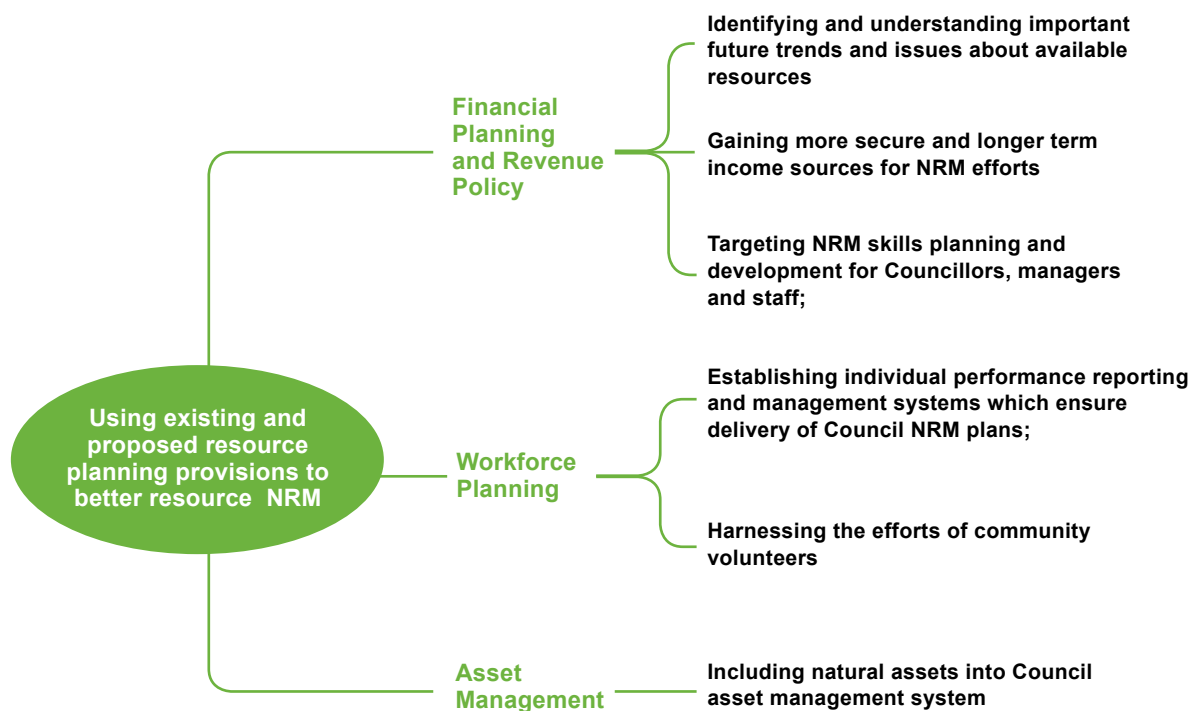 Using existing and
proposed resource
planning provisions to
better resource NRM
Financial
Planning
and Revenue
Policy
Identifying and understanding important
future trends and issues about available
resources
Gaining more secure and longer term
income sources for NRM efforts
Targeting NRM skills planning and
development for Councillors, managers
and staff;
Workforce
Planning
Establishing individual performance reporting
and management systems which ensure
delivery of Council NRM plans;
Harnessing the efforts of community
volunteers
Asset
Management
Including natural assets into Council
asset management system